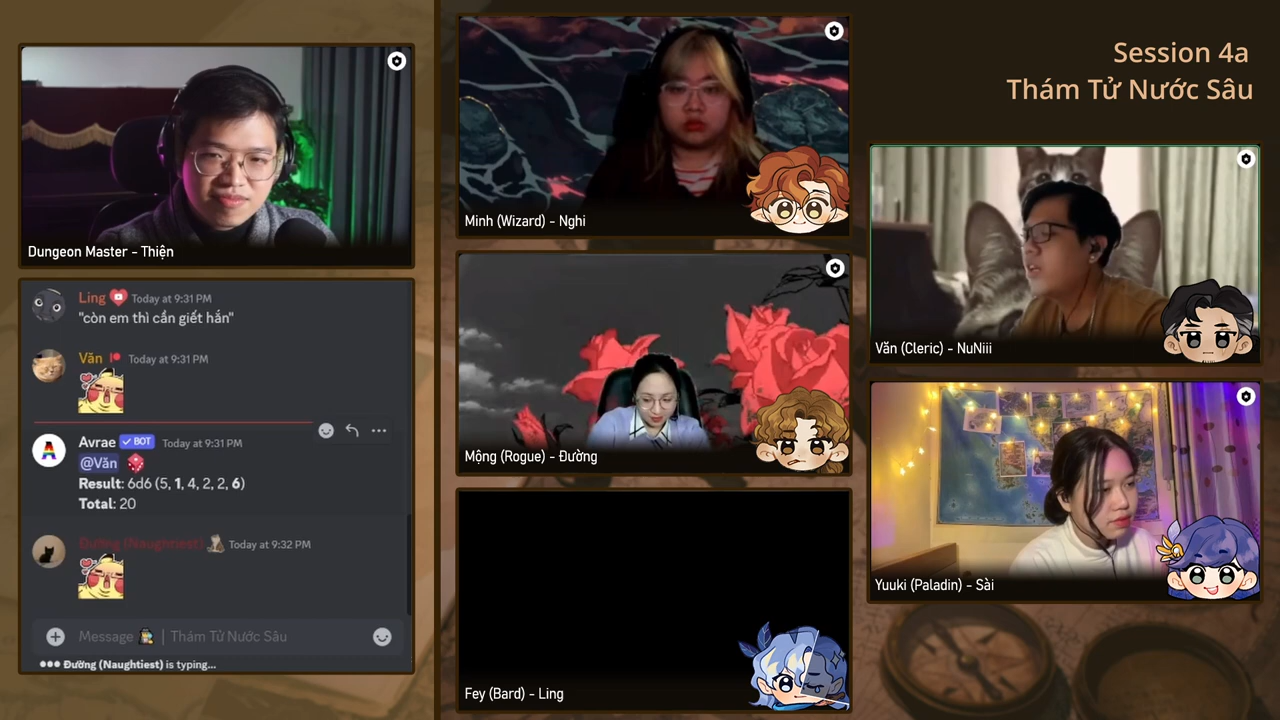 Session 4a
Thám Tử Nước Sâu
Dungeon Master - Thiện
Ling Today at 9:31 PM
"còn em thì cần giết hắn"
Văn Today at 9:31 PM
A Avrae ✓ BOT Today at 9:31 PM
@Văn
Result: 6d6 (5, 1, 4, 2, 2, 6)
Total: 20
Đường (Naughtiest) Today at 9:32 PM
Message | Thám Tử Nước Sâu
Đường (Naughtiest) is typing...
Minh (Wizard) - Nghi
Mộng (Rogue) - Đường
Fey (Bard) - Ling
Văn (Cleric) - NuNiii
Yuuki (Paladin) - Sài